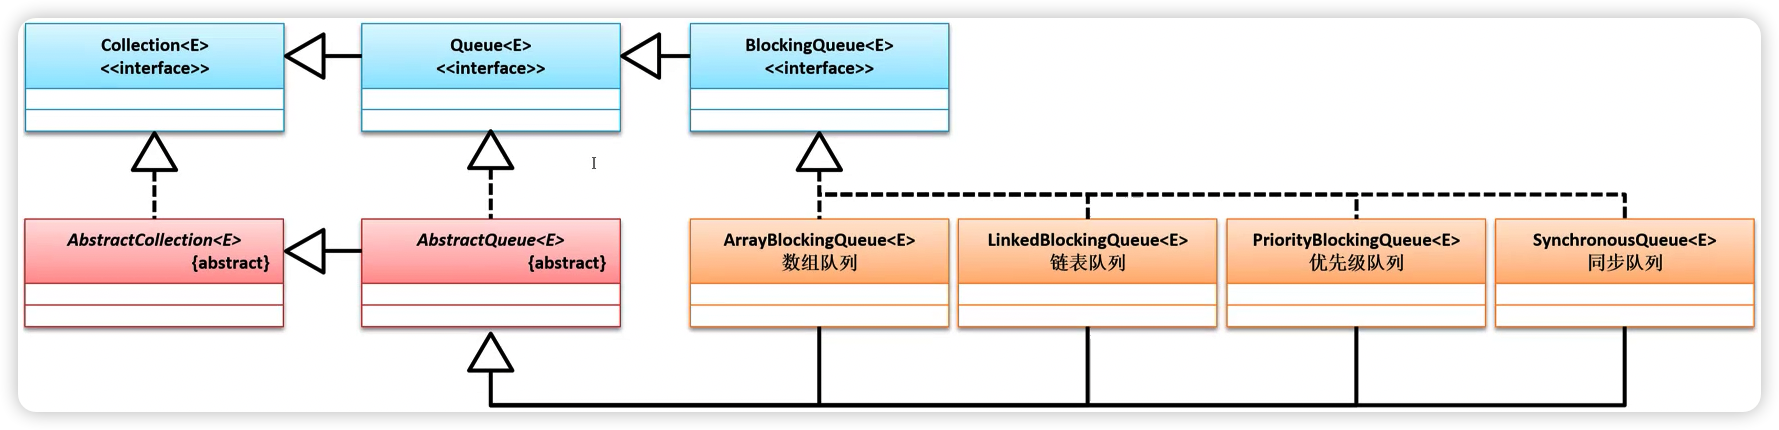 Collection<E>
<<interface>>
Queue<E>
<<interface>>
BlockingQueue<E>
<<interface>>
AbstractCollection<E>
{abstract}
AbstractQueue<E>
{abstract}
ArrayBlockingQueue<E>
数组队列
LinkedBlockingQueue<E>
链表队列
PriorityBlockingQueue<E>
优先级队列
SynchronousQueue<E>
同步队列